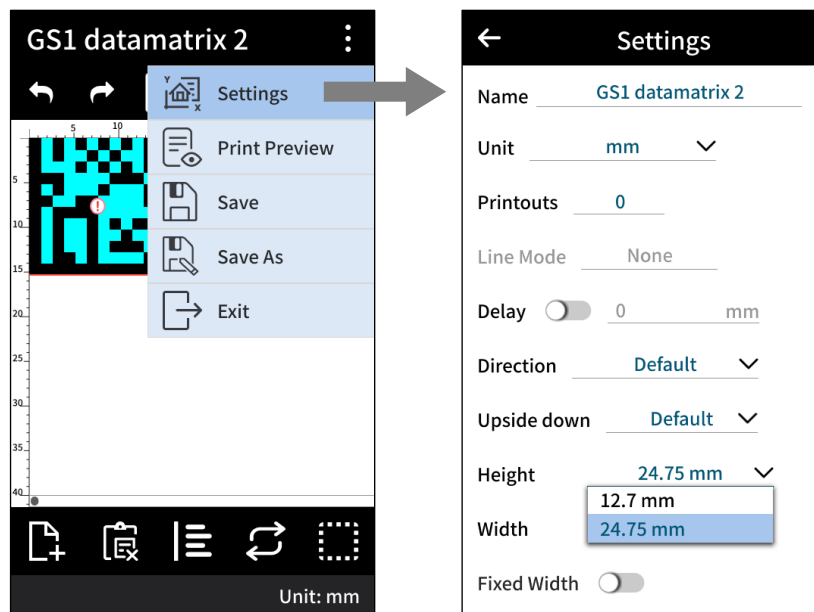 GS1 datamatrix 2
Settings
Print Preview
Save
Save As
Exit
Y
X
5
10
5
10
15
20
25
30
35
40
Unit: mm
Settings
Name GS1 datamatrix 2
Unit mm
Printouts 0
Line Mode None
Delay 0 mm
Direction Default
Upside down Default
Height 24.75 mm
12.7 mm
Width 24.75 mm
Fixed Width